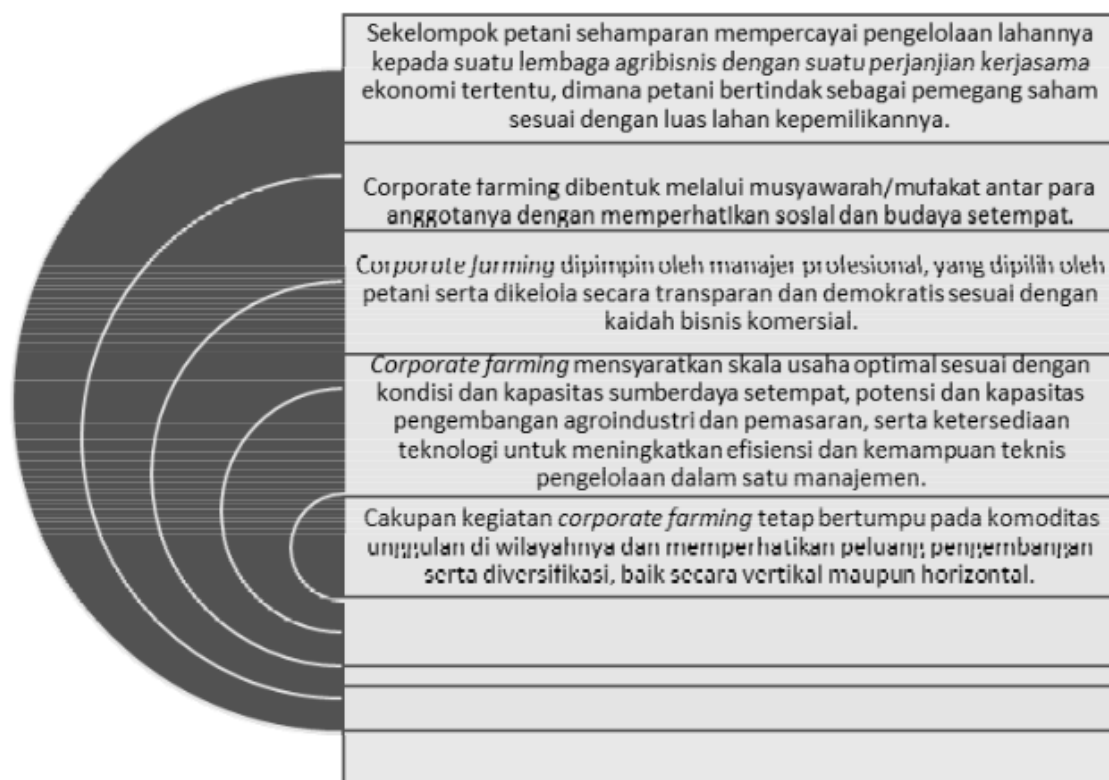 Sekelompok petani sehamparan mempercayai pengelolaan lahannya
kepada suatu lembaga agribisnis dengan suatu perjanjian kerjasama
ekonomi tertentu, dimana petani bertindak sebagai pemegang saham
sesuai dengan luas lahan kepemilikannya.
Corporate farming dibentuk melalui musyawarah/mufakat antar para
anggotanya dengan memperhatikan sosial dan budaya setempat.
Corporate farming dipimpin oleh manajer profesional, yang dipilih oleh
petani serta dikelola secara transparan dan demokratis sesuai dengan
kaidah bisnis komersial.
Corporate farming mensyaratkan skala usaha optimal sesuai dengan
kondisi dan kapasitas sumberdaya setempat, potensi dan kapasitas
pengembangan agroindustri dan pemasaran, serta ketersediaan
teknologi untuk meningkatkan efisiensi dan kemampuan teknis
pengelolaan dalam satu manajemen.
Cakupan kegiatan corporate farming tetap bertumpu pada komoditas
unggulan di wilayahnya dan memperhatikan peluang pengembangan
serta diversifikasi, baik secara vertikal maupun horizontal.